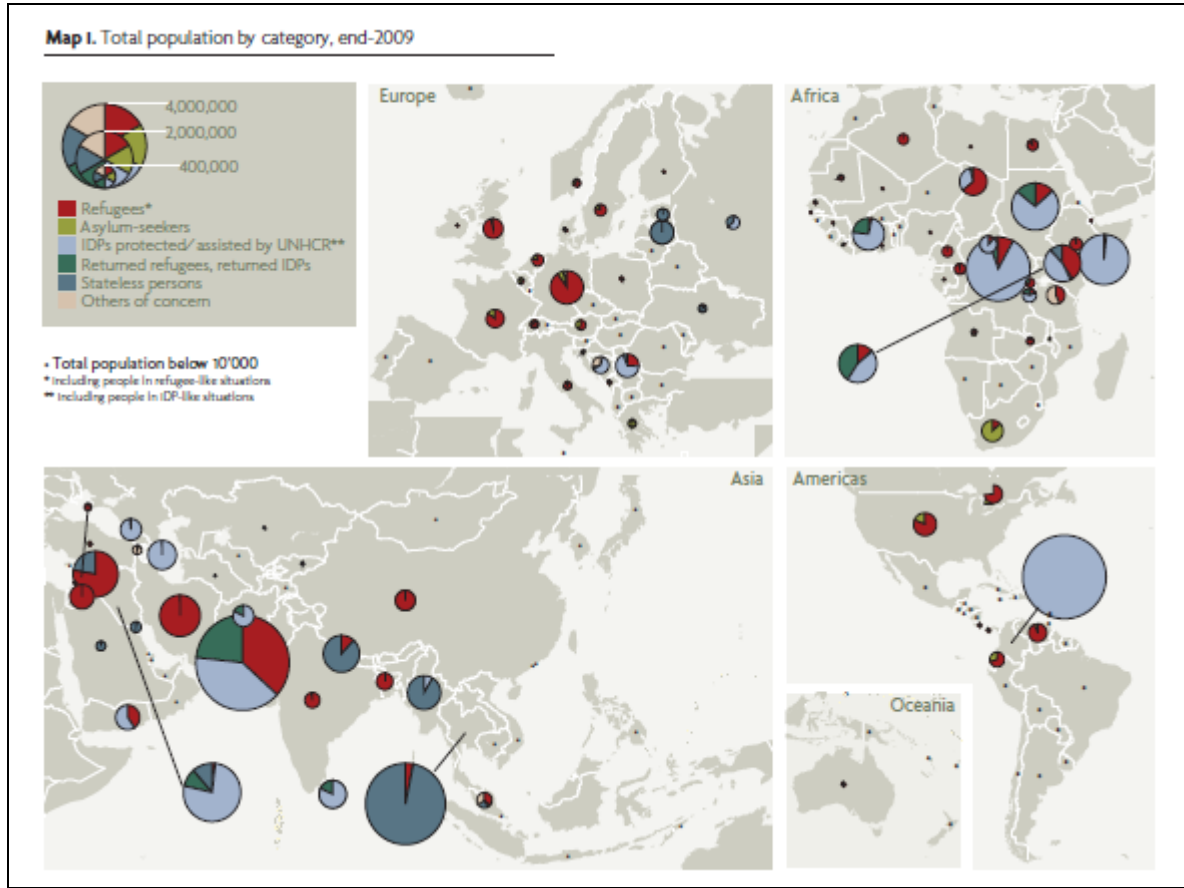 Map 1. Total population by category, end-2009
4,000,000
2,000,000
400,000
Refugees*
Asylum-seekers
IDPs protected/assisted by UNHCR**
Returned refugees, returned IDPs
Stateless persons
Others of concern
• Total population below 10'000
* Including people in refugee-like situations
** Including people in IDP-like situations
Europe
Africa
Asia
Americas
Oceania